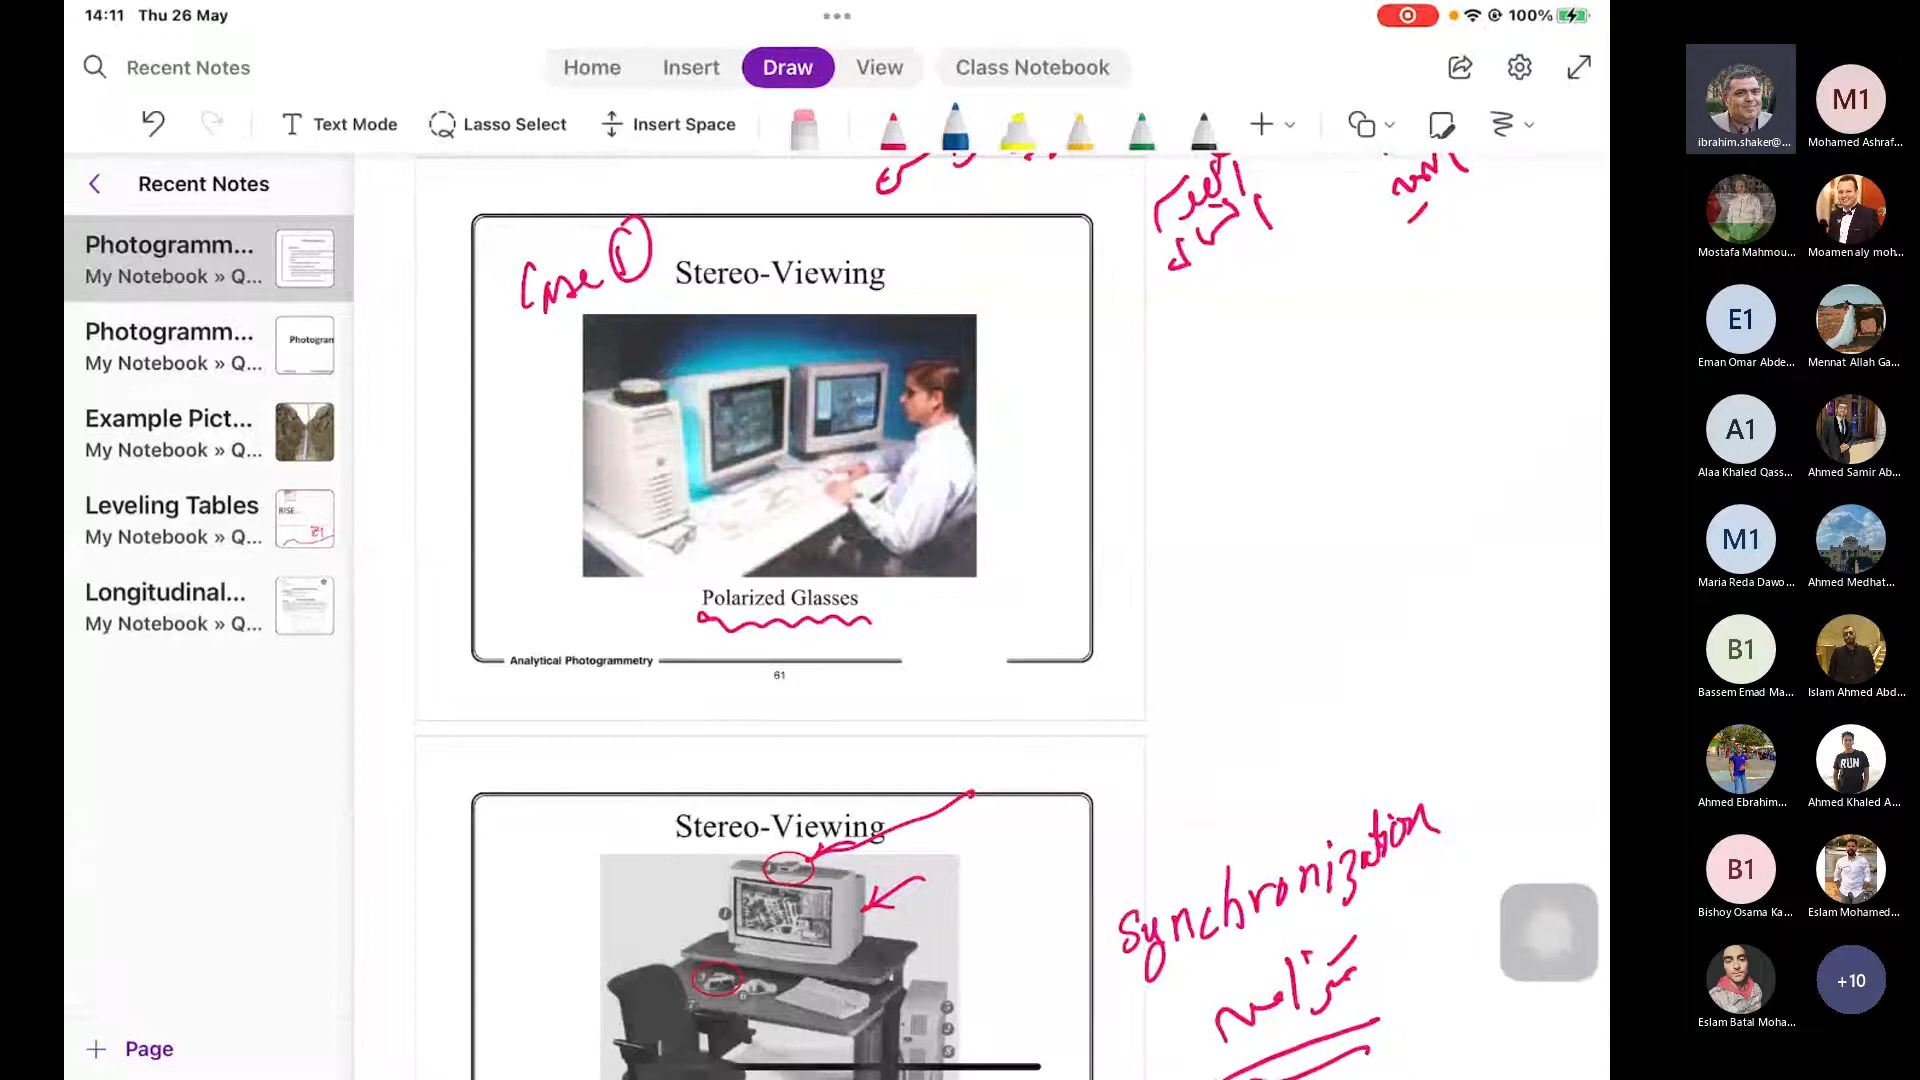 14:11 Thu 26 May
100%
Recent Notes
Home Insert Draw View Class Notebook
Text Mode Lasso Select Insert Space
Recent Notes
Photogramm...
My Notebook » Q...
Photogramm...
My Notebook » Q...
Photogram
Example Pict...
My Notebook » Q...
Leveling Tables
My Notebook » Q...
RISE
Longitudinal...
My Notebook » Q...
Page
Case 1
Stereo-Viewing
Polarized Glasses
Analytical Photogrammetry
61
Stereo-Viewing
Synchronization
ibrahim.shaker@...
M1
Mohamed Ashraf...
Mostafa Mahmou...
Moamenaly moh...
E1
Eman Omar Abde...
Mennat Allah Ga...
A1
Alaa Khaled Qass...
Ahmed Samir Ab...
M1
Maria Reda Dawo...
Ahmed Medhat...
B1
Bassem Emad Ma...
Islam Ahmed Abd...
Ahmed Ebrahim...
RUN
Ahmed Khaled A...
B1
Bishoy Osama Ka...
Eslam Mohamed...
Eslam Batal Moha...
+10